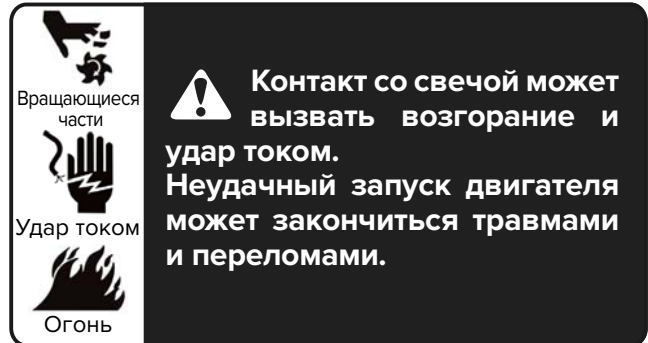 Вращающиеся
части
Удар током
Огонь
Контакт со свечой может
вызвать возгорание и
удар током.
Неудачный запуск двигателя
может закончиться травмами
и переломами.